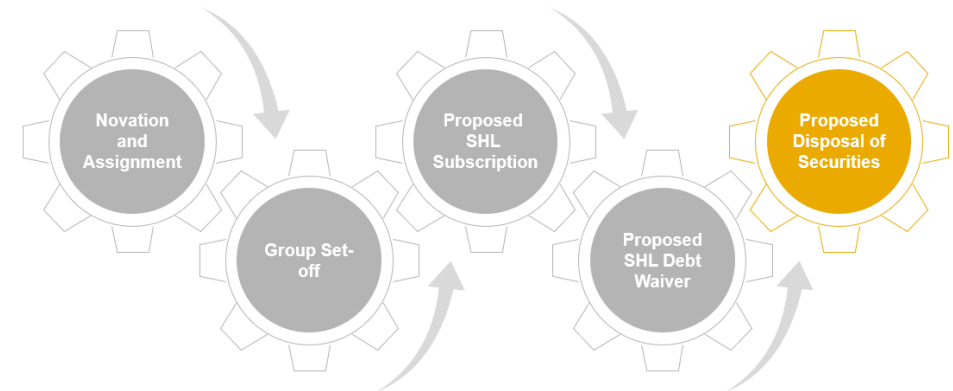 Novation
and
Assignment
Group Set-
off
Proposed
SHL
Subscription
Proposed
SHL Debt
Waiver
Proposed
Disposal of
Securities